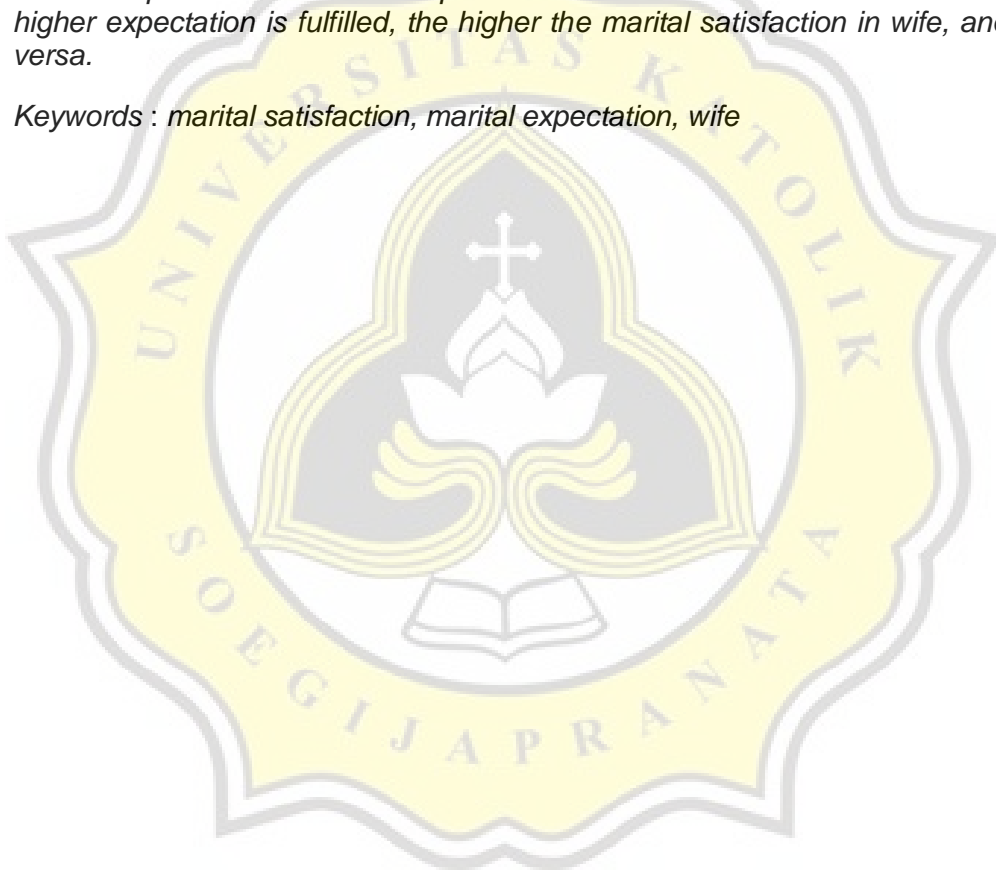 higher expectation is fulfilled, the higher the marital satisfaction in wife, and
versa.
Keywords : marital satisfaction, marital expectation, wife
UNIVERSITAS KATOLIK
SOEGIJAPRANATA